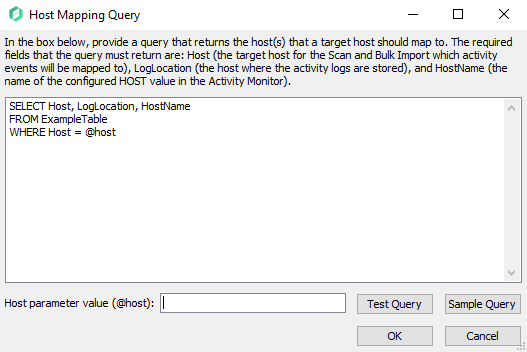 Host Mapping Query
In the box below, provide a query that returns the host(s) that a target host should map to. The required
fields that the query must return are: Host (the target host for the Scan and Bulk Import which activity
events will be mapped to), LogLocation (the host where the activity logs are stored), and HostName (the
name of the configured HOST value in the Activity Monitor).
SELECT Host, LogLocation, HostName
FROM ExampleTable
WHERE Host = @host
Host parameter value (@host):
Test Query
Sample Query
OK
Cancel